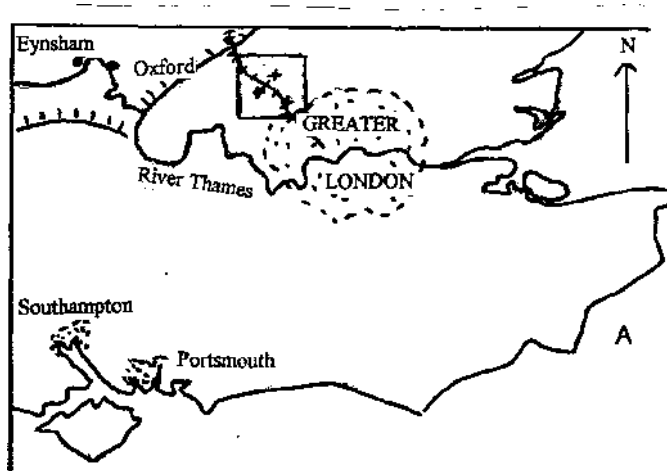 Eynsham
Oxford
N
GREATER
LONDON
River Thames
Southampton
Portsmouth
A